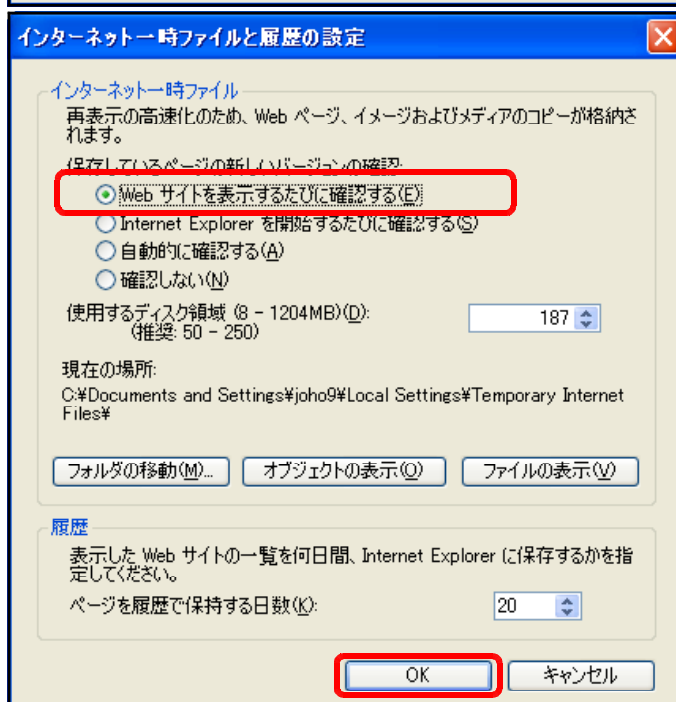 インターネット一時ファイルと履歴の設定
インターネット一時ファイル
再表示の高速化のため、Web ページ、イメージおよびメディアのコピーが格納さ
れます。
保存しているページの新しいバージョンの確認:
Web サイトを表示するたびに確認する(E)
Internet Explorer を開始するたびに確認する(S)
自動的に確認する(A)
確認しない(N)
使用するディスク領域 (8 - 1204MB)(D): 187
(推奨: 50 - 250)
現在の場所:
C:¥Documents and Settings¥joho9¥Local Settings¥Temporary Internet
Files¥
フォルダの移動(M)... オブジェクトの表示(O) ファイルの表示(V)
履歴
表示した Web サイトの一覧を何日間、Internet Explorer に保存するかを指
定してください。
ページを履歴で保持する日数(K): 20
OK キャンセル